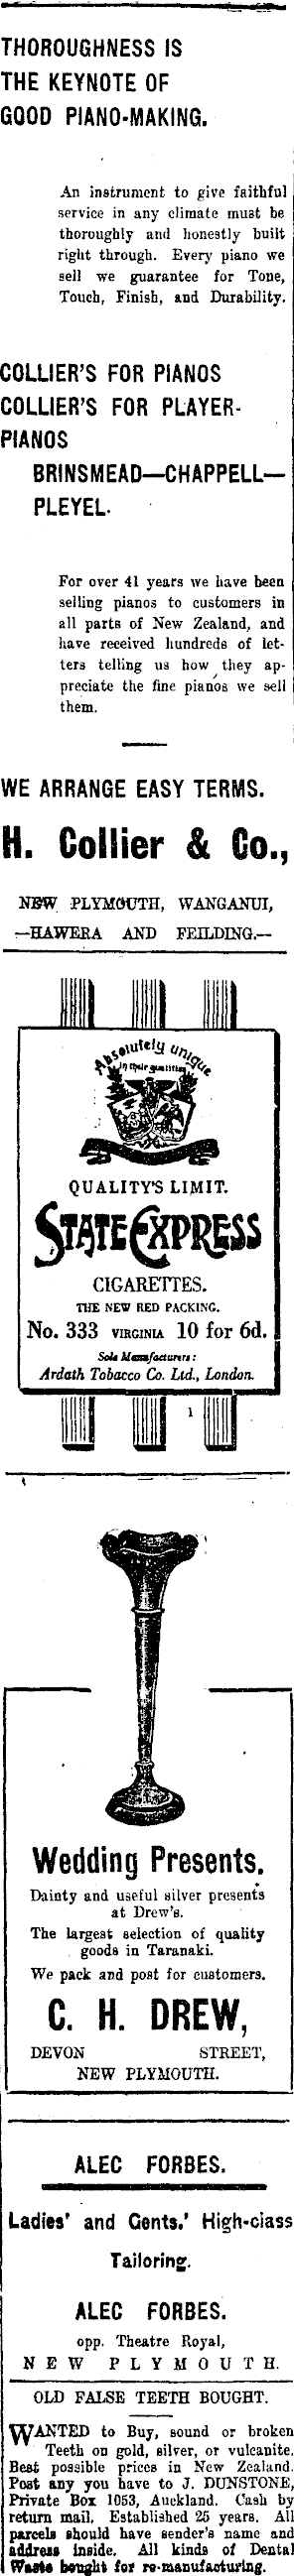 THOROUGHNESS IS
THE KEYNOTE OF
GOOD PIANO-MAKING.
An instrument to give faithful
service in any climate must be
thoroughly and honestly built
right through. Every piano we
sell we guarantee for Tone,
Touch, Finish, and Durability.
COLLIER'S FOR PIANOS
COLLIER'S FOR PLAYER-
PIANOS
BRINSMEAD—CHAPPELL—
PLEYEL.
For over 41 years we have been
selling pianos to customers in
all parts of New Zealand, and
have received hundreds of let-
ters telling us how they ap-
preciate the fine pianos we sell
them.
WE ARRANGE EASY TERMS.
H. Collier & Co.,
NEW PLYMOUTH, WANGANUI,
—HAWERA AND FEILDING.—
Absolutely unique
in their qualities
QUALITY'S LIMIT.
STATE EXPRESS
CIGARETTES.
THE NEW RED PACKING.
No. 333 VIRGINIA 10 for 6d.
Sole Manufacturers:
Ardath Tobacco Co. Ltd., London.
Wedding Presents.
Dainty and useful silver presents
at Drew's.
The largest selection of quality
goods in Taranaki.
We pack and post for customers.
C. H. DREW,
DEVON STREET,
NEW PLYMOUTH.
ALEC FORBES.
Ladies' and Gents.' High-class
Tailoring.
ALEC FORBES.
opp. Theatre Royal,
NEW PLYMOUTH.
OLD FALSE TEETH BOUGHT.
WANTED to Buy, sound or broken
Teeth on gold, silver, or vulcanite.
Best possible prices in New Zealand.
Post any you have to J. DUNSTONE,
Private Box 1053, Auckland. Cash by
return mail. Established 25 years. All
parcels should have sender's name and
address inside. All kinds of Dental
Waste bought for re-manufacturing.